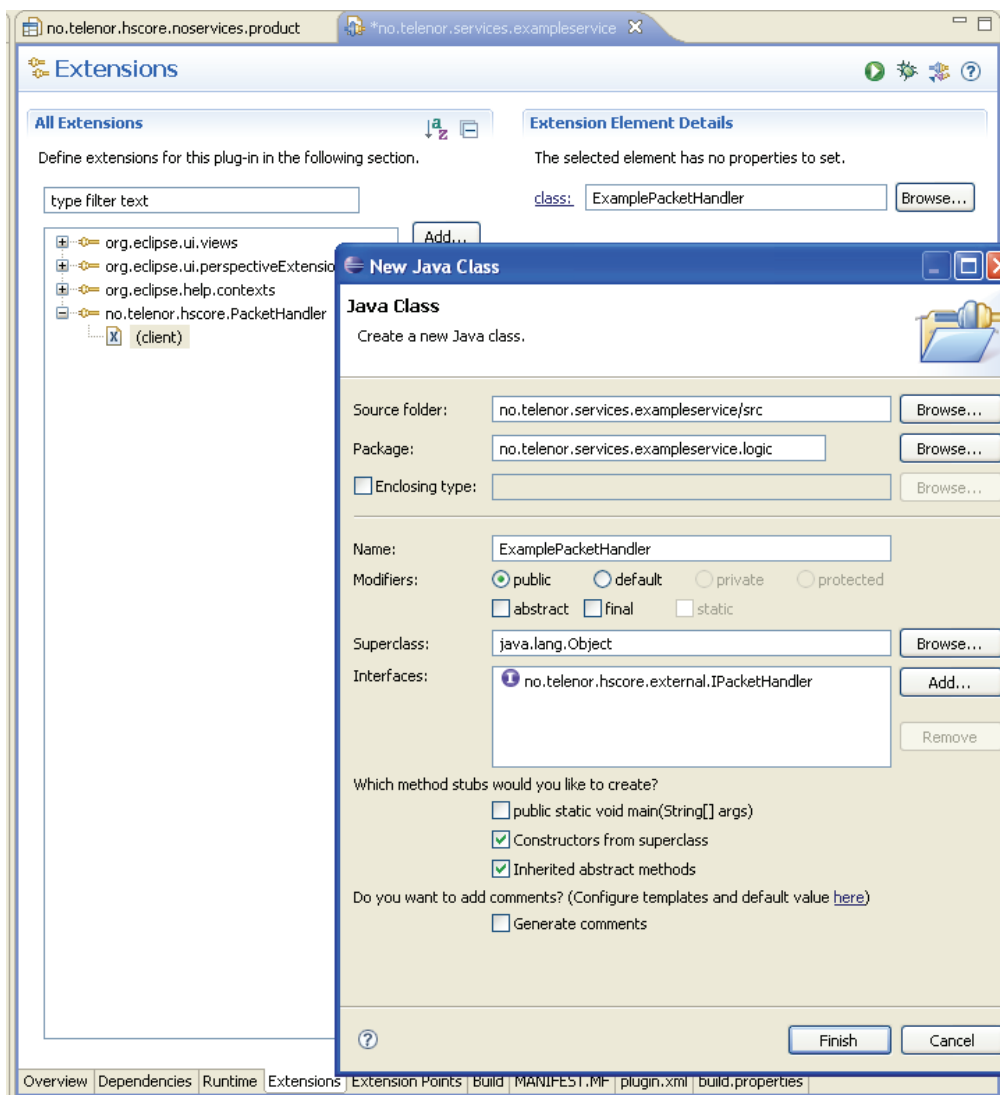 no.telenor.hscore.noservices.product
*no.telenor.services.exampleservice
Extensions
All Extensions
Define extensions for this plug-in in the following section.
type filter text
Add...
org.eclipse.ui.views
org.eclipse.ui.perspectiveExtensio
org.eclipse.help.contexts
no.telenor.hscore.PacketHandler
(client)
Extension Element Details
The selected element has no properties to set.
class: ExamplePacketHandler Browse...
New Java Class
Java Class
Create a new Java class.
Source folder: no.telenor.services.exampleservice/src Browse...
Package: no.telenor.services.exampleservice.logic Browse...
Enclosing type: Browse...
Name: ExamplePacketHandler
Modifiers: public default private protected
abstract final static
Superclass: java.lang.Object Browse...
Interfaces: no.telenor.hscore.external.IPacketHandler Add...
Remove
Which method stubs would you like to create?
public static void main(String[] args)
Constructors from superclass
Inherited abstract methods
Do you want to add comments? (Configure templates and default value here)
Generate comments
Finish Cancel
Overview Dependencies Runtime Extensions Extension Points Build MANIFEST.MF plugin.xml build.properties